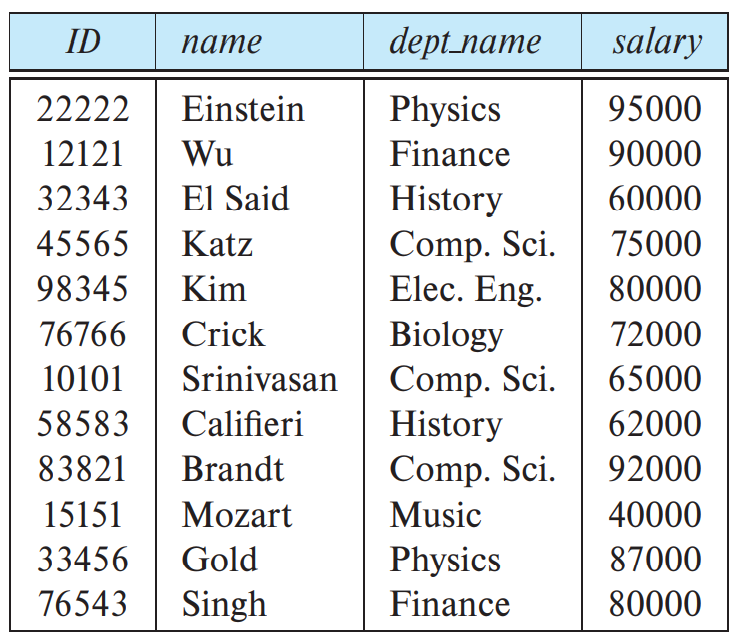 ID name dept_name salary
22222 Einstein Physics 95000
12121 Wu Finance 90000
32343 El Said History 60000
45565 Katz Comp. Sci. 75000
98345 Kim Elec. Eng. 80000
76766 Crick Biology 72000
10101 Srinivasan Comp. Sci. 65000
58583 Califieri History 62000
83821 Brandt Comp. Sci. 92000
15151 Mozart Music 40000
33456 Gold Physics 87000
76543 Singh Finance 80000